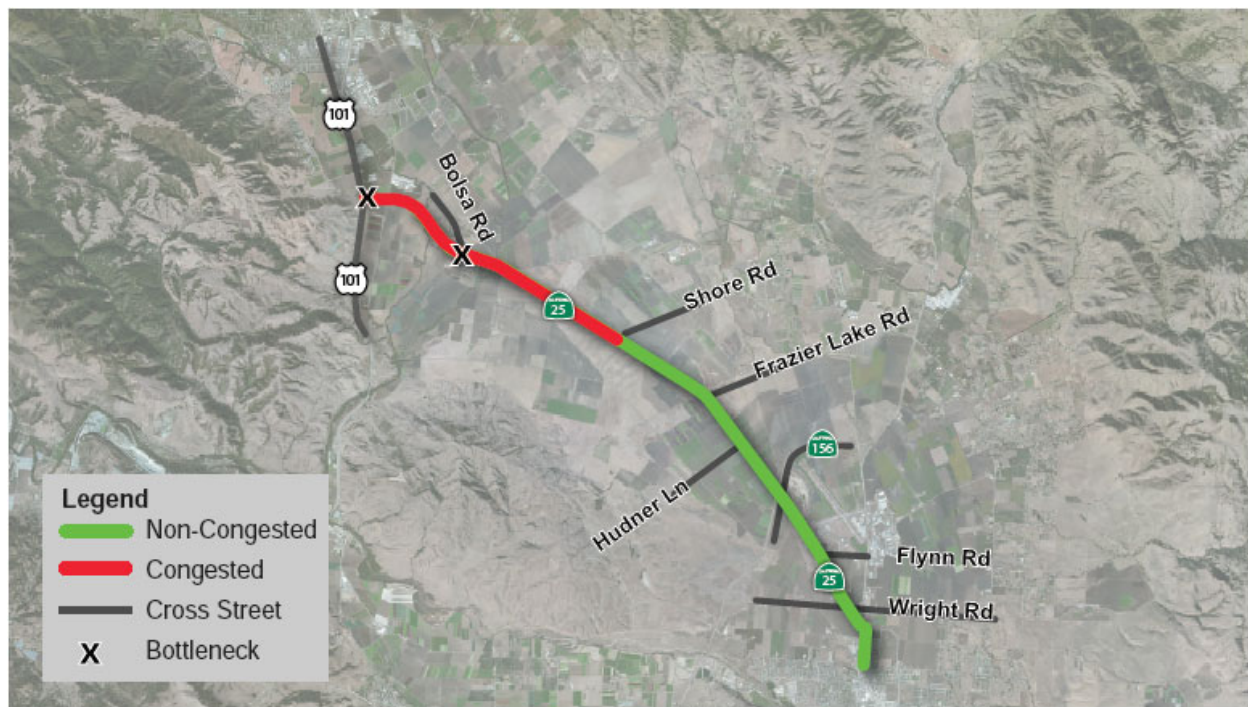 101
Bolsa Rd
X
X
101
25
Shore Rd
Frazier Lake Rd
156
Hudner Ln
Flynn Rd
25
Wright Rd
Legend
Non-Congested
Congested
Cross Street
X Bottleneck